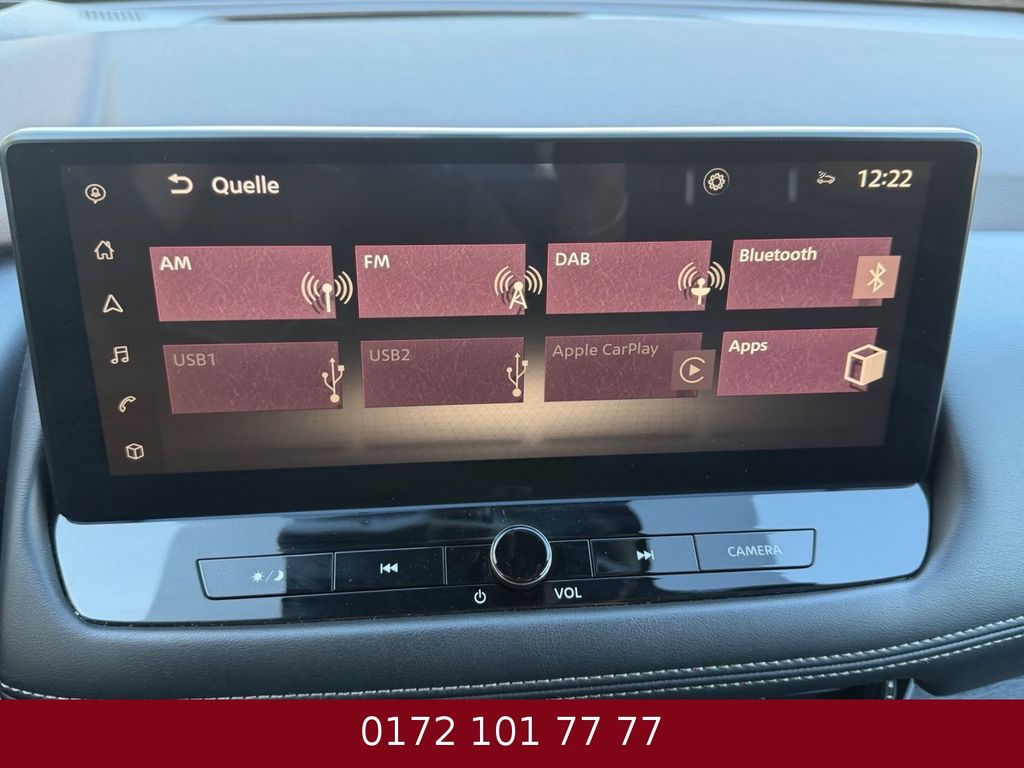 Quelle 12:22
AM FM DAB Bluetooth
USB1 USB2 Apple CarPlay Apps
CAMERA
VOL
0172 101 77 77